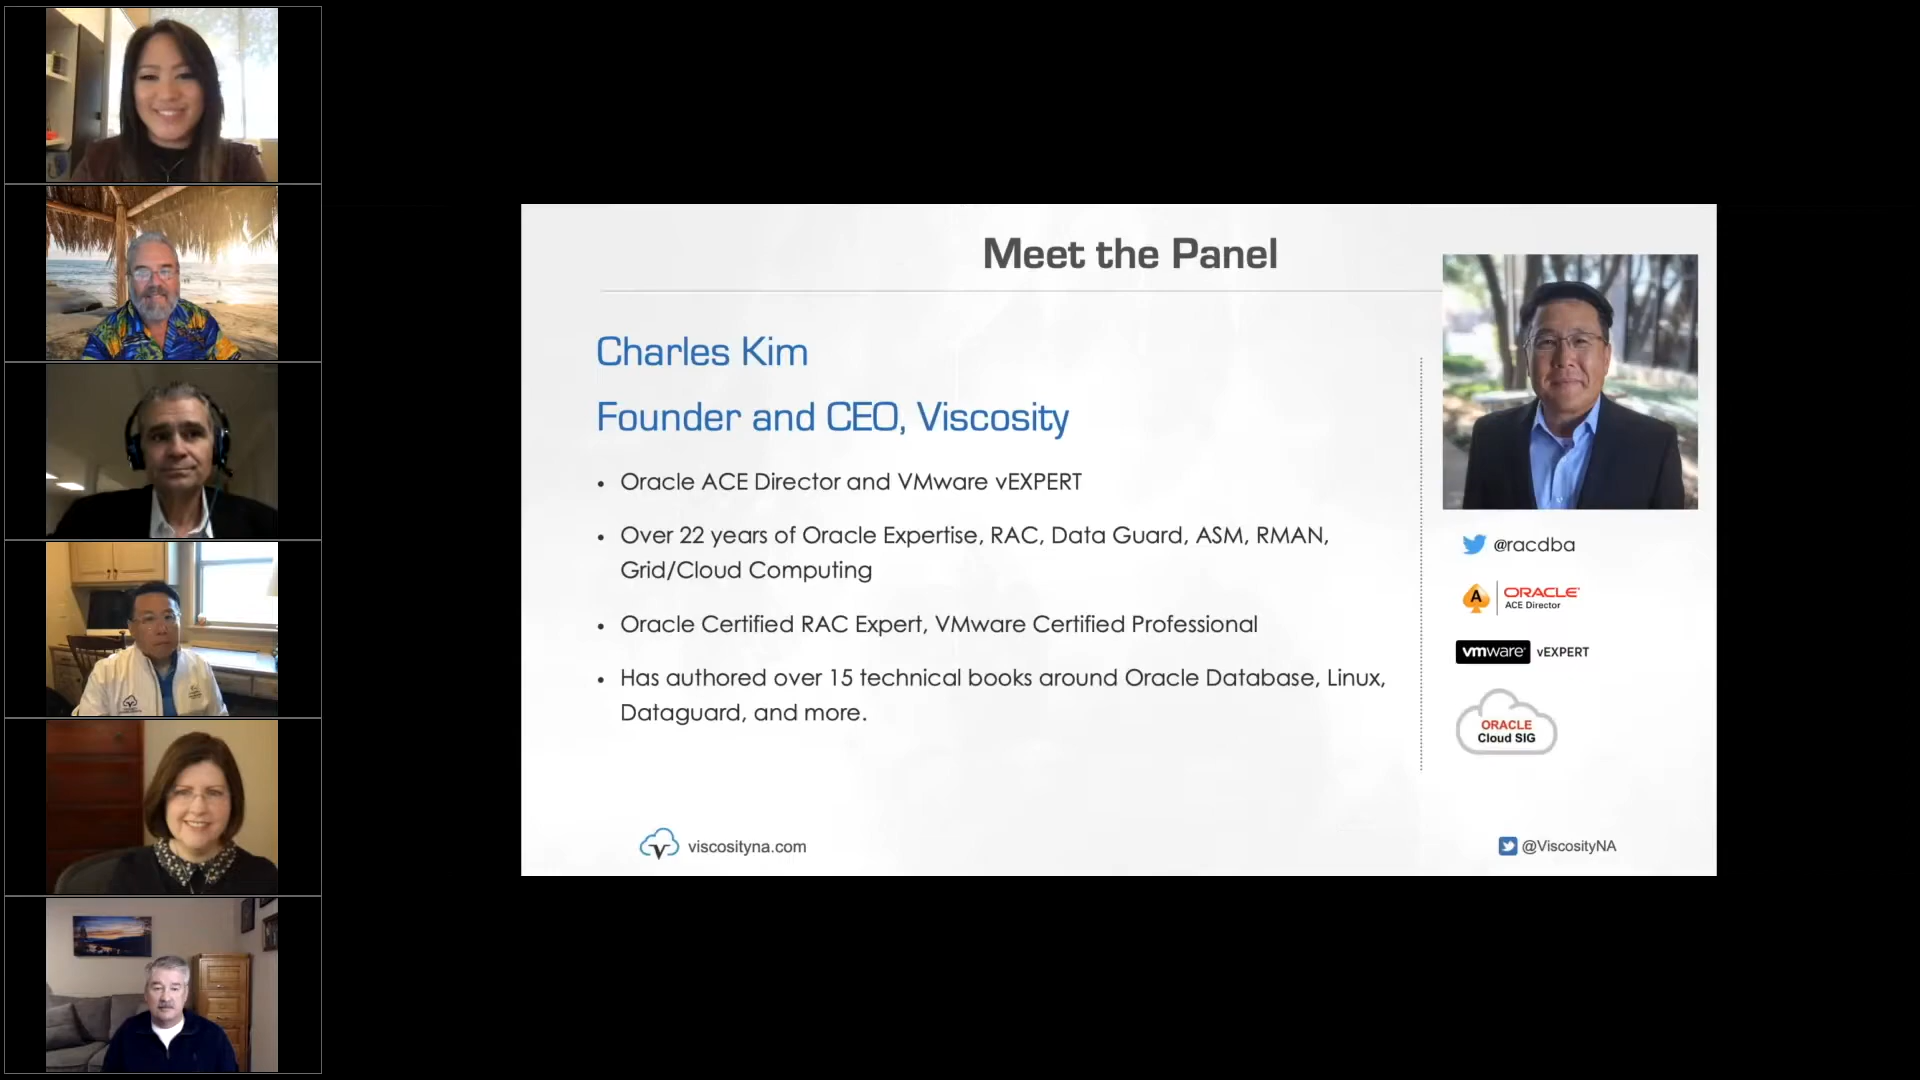 Meet the Panel
Charles Kim
Founder and CEO, Viscosity
• Oracle ACE Director and VMware vEXPERT
• Over 22 years of Oracle Expertise, RAC, Data Guard, ASM, RMAN,
Grid/Cloud Computing
• Oracle Certified RAC Expert, VMware Certified Professional
• Has authored over 15 technical books around Oracle Database, Linux,
Dataguard, and more.
@racdba
A ORACLE
ACE Director
vmware vEXPERT
ORACLE
Cloud SIG
viscosityna.com
@ViscosityNA